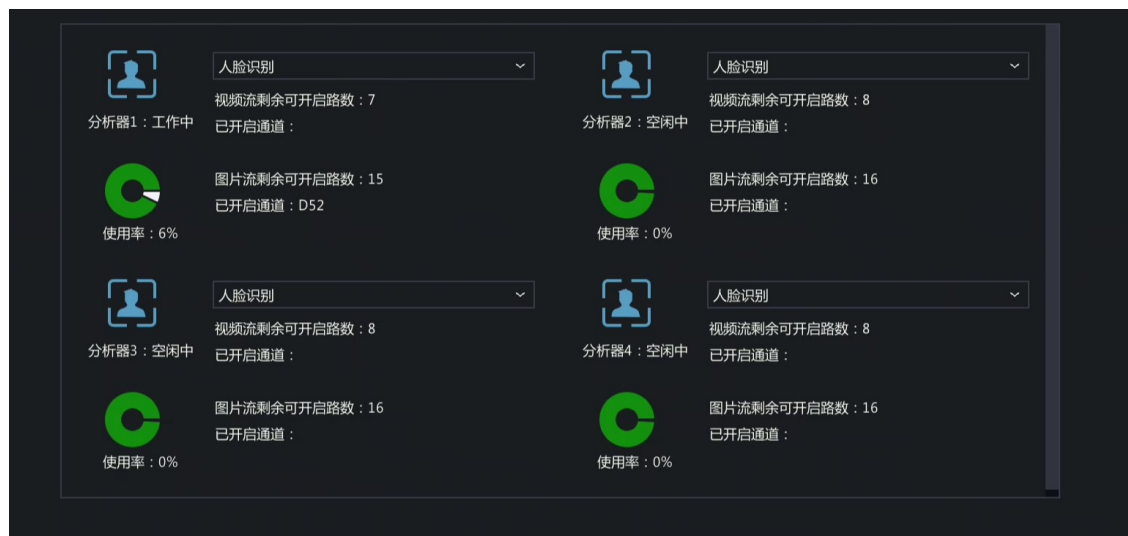 人脸识别
视频流剩余可开启路数：7
分析器1：工作中
已开启通道：
图片流剩余可开启路数：15
已开启通道：D52
使用率：6%
人脸识别
视频流剩余可开启路数：8
分析器2：空闲中
已开启通道：
图片流剩余可开启路数：16
已开启通道：
使用率：0%
人脸识别
视频流剩余可开启路数：8
分析器3：空闲中
已开启通道：
图片流剩余可开启路数：16
已开启通道：
使用率：0%
人脸识别
视频流剩余可开启路数：8
分析器4：空闲中
已开启通道：
图片流剩余可开启路数：16
已开启通道：
使用率：0%